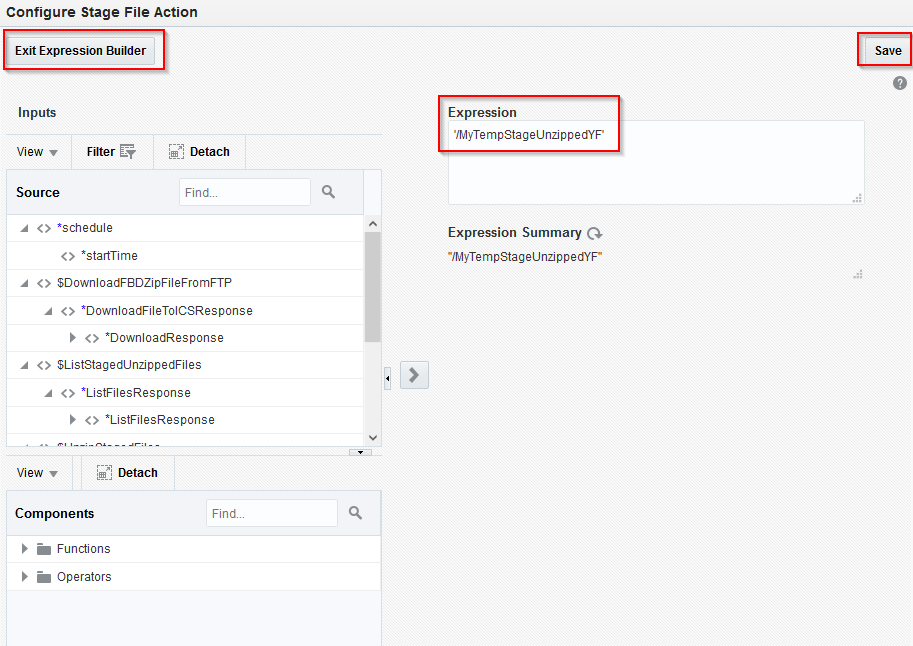 Configure Stage File Action
Exit Expression Builder
Save
Inputs
View
Filter
Detach
Source
Find...
*schedule
*startTime
$DownloadFBDZipFileFromFTP
*DownloadFileToICSResponse
*DownloadResponse
$ListStagedUnzippedFiles
*ListFilesResponse
*ListFilesResponse
$UnzipStagedFiles
View
Detach
Components
Find...
Functions
Operators
Expression
'/MyTempStageUnzippedYF'
Expression Summary
"/MyTempStageUnzippedYF"